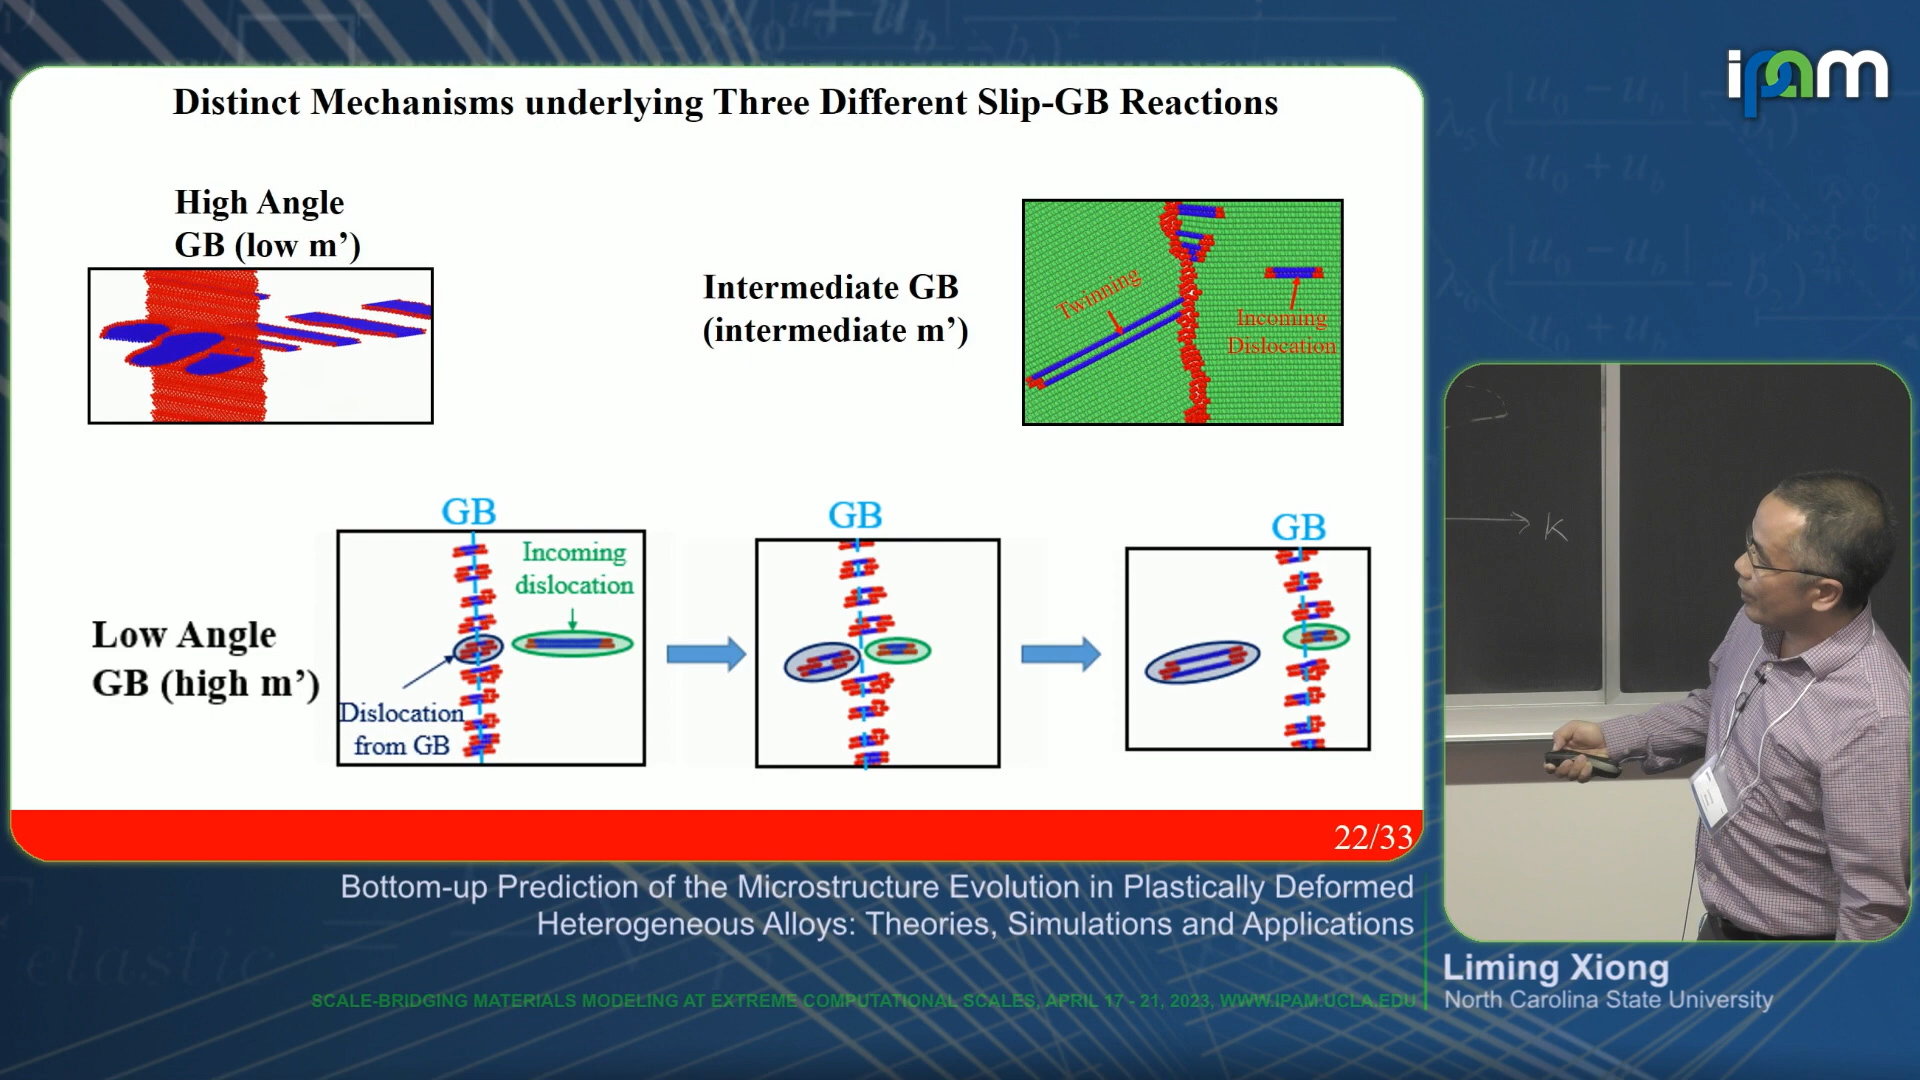 ipam
Distinct Mechanisms underlying Three Different Slip-GB Reactions
High Angle
GB (low m’)
Intermediate GB
(intermediate m’)
Twinning
Incoming
Dislocation
GB
GB
GB
Incoming
dislocation
Low Angle
GB (high m’)
Dislocation
from GB
K
22/33
Bottom-up Prediction of the Microstructure Evolution in Plastically Deformed
Heterogeneous Alloys: Theories, Simulations and Applications
Liming Xiong
North Carolina State University
SCALE-BRIDGING MATERIALS MODELING AT EXTREME COMPUTATIONAL SCALES, APRIL 17 - 21, 2023, WWW.IPAM.UCLA.EDU
elastic